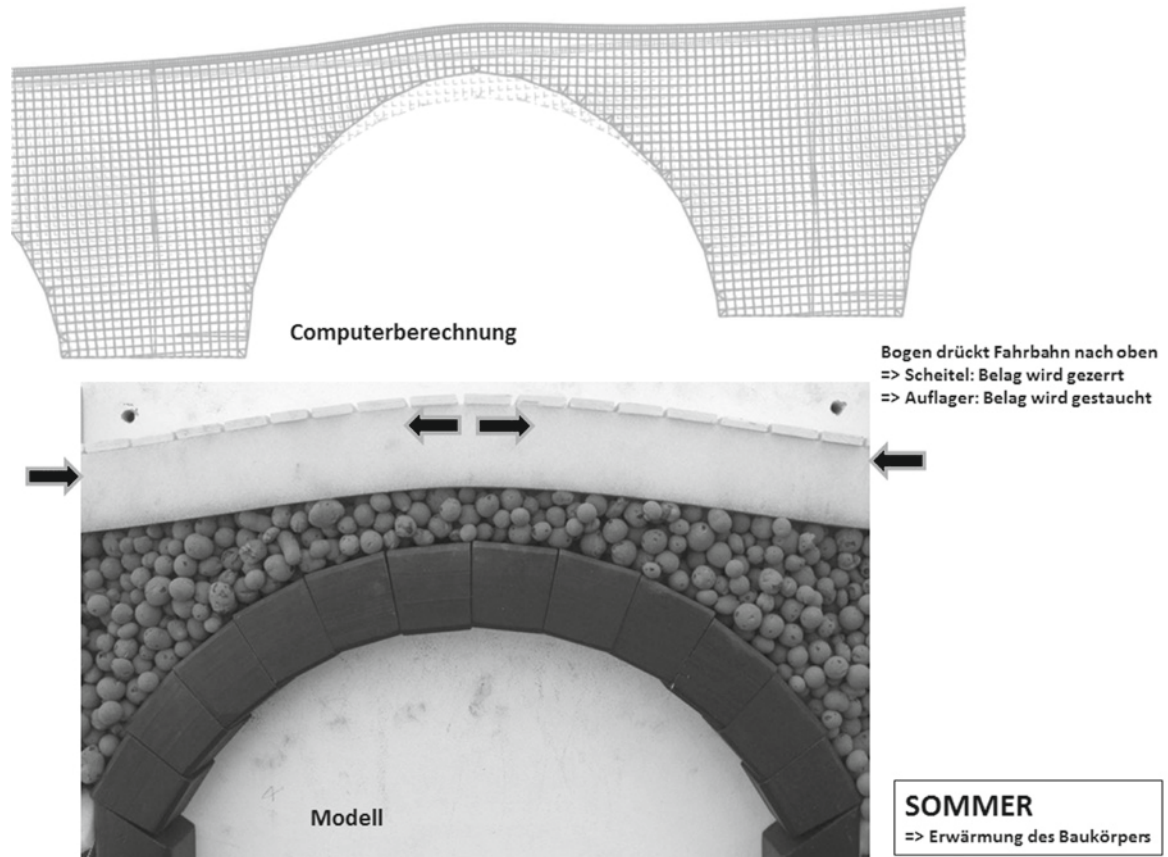 Computerberechnung
Bogen drückt Fahrbahn nach oben
=> Scheitel: Belag wird gezerrt
=> Auflager: Belag wird gestaucht
Modell
SOMMER
=> Erwärmung des Baukörpers